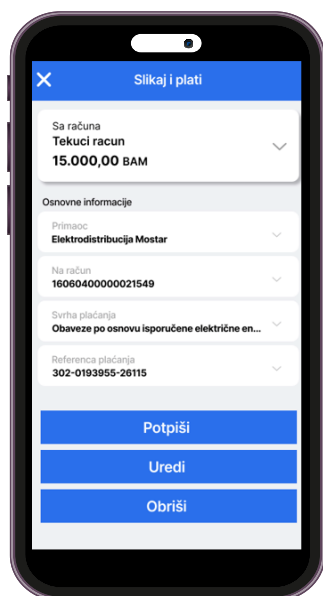 Slikaj i plati
Sa računa
Tekuci racun
15.000,00 BAM
Osnovne informacije
Primaoc
Elektrodistribucija Mostar
Na račun
16060400000021549
Svrha plaćanja
Obaveze po osnovu isporučene električne en...
Referenca plaćanja
302-0193955-26115
Potpiši
Uredi
Obriši